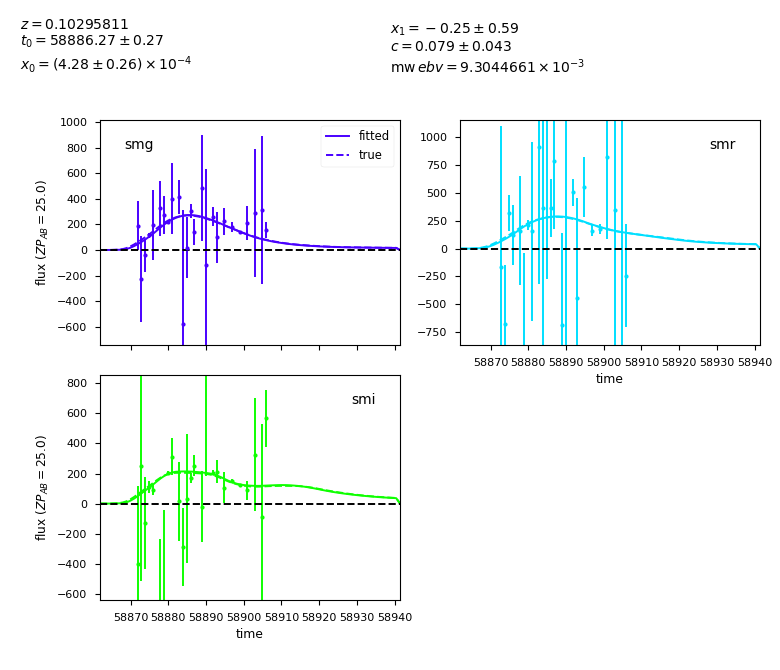 z = 0.10295811
t₀ = 58886.27 ± 0.27
x₀ = (4.28 ± 0.26) × 10⁻⁴
x₁ = −0.25 ± 0.59
c = 0.079 ± 0.043
mw ebv = 9.3044661 × 10⁻³
smg
fitted
true
1000
800
600
400
200
0
−200
−400
−600
flux (ZP_AB = 25.0)
smr
1000
750
500
250
0
−250
−500
−750
58870 58880 58890 58900 58910 58920 58930 58940
time
smi
800
600
400
200
0
−200
−400
−600
flux (ZP_AB = 25.0)
58870 58880 58890 58900 58910 58920 58930 58940
time